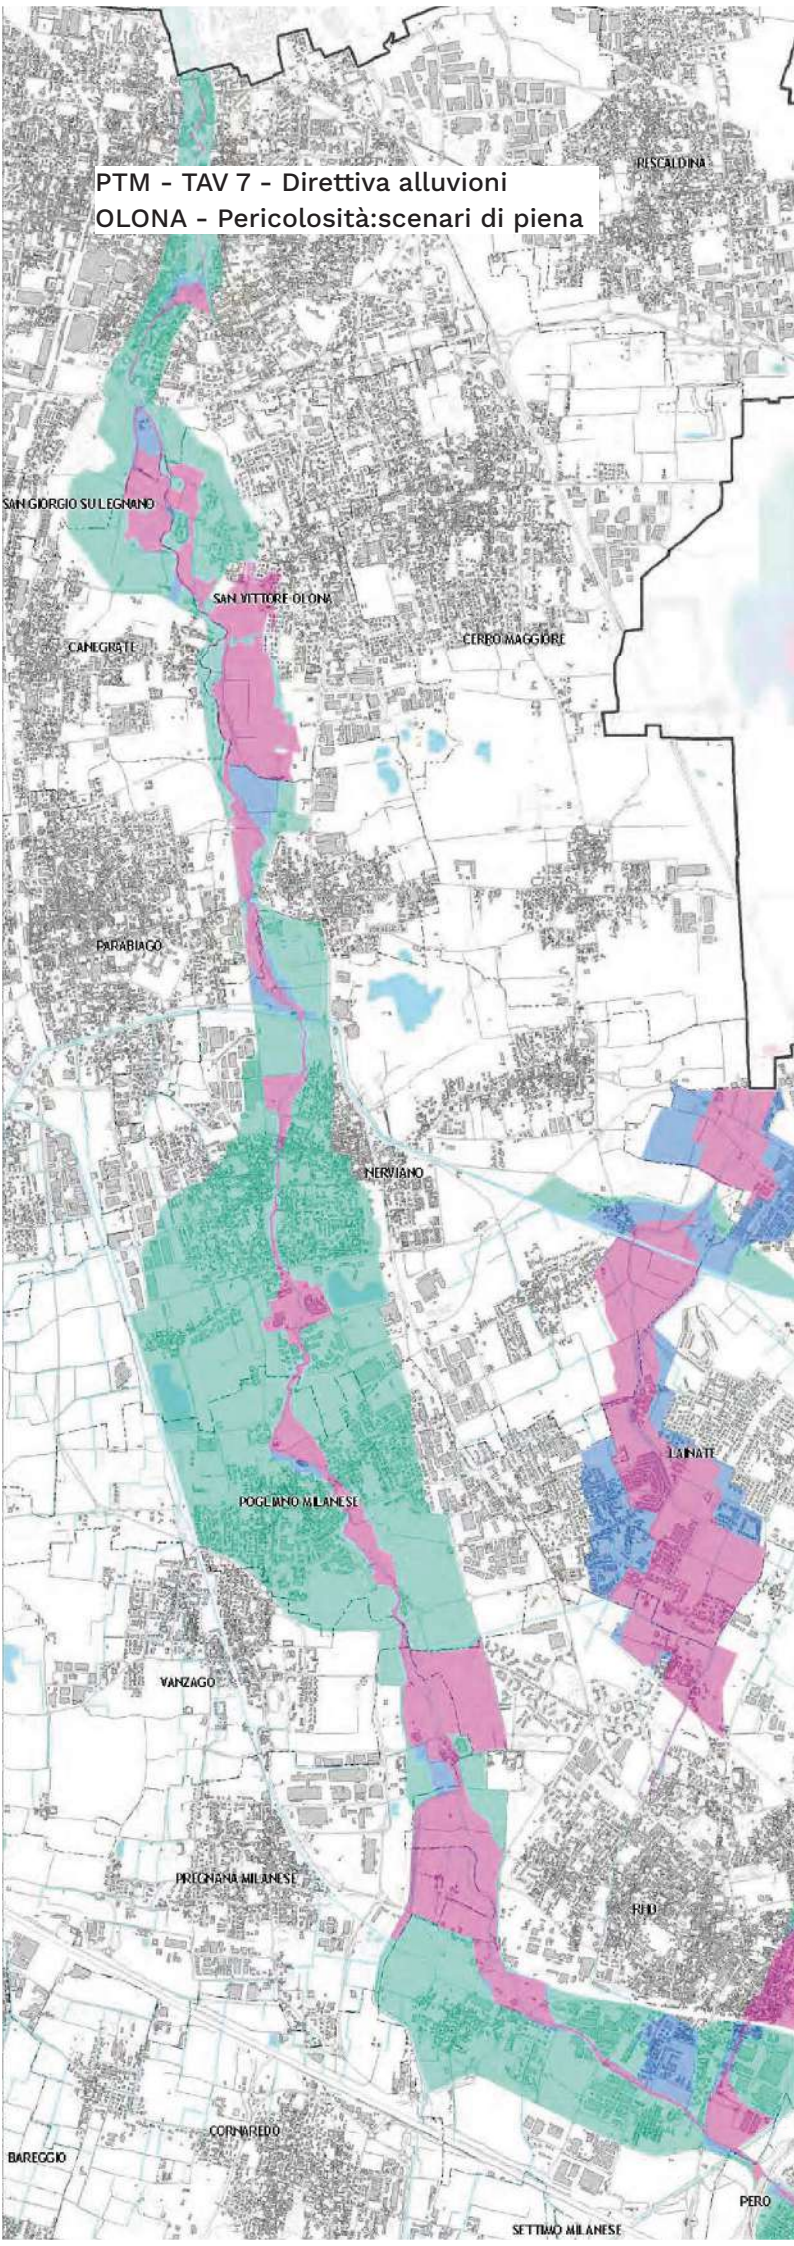 RESCALDINA
PTM - TAV 7 - Direttiva alluvioni
OLONA - Pericolosità:scenari di piena
SAN GIORGIO SU LEGNANO
SAN VITTORE OLONA
CERRO MAGGIORE
CANEGRATE
PARABIAGO
NERVIANO
LAINATE
POGLIANO MILANESE
VANZAGO
PREGNANA MILANESE
RHO
CORNAREDO
BAREGGIO
PERO
SETTIMO MILANESE